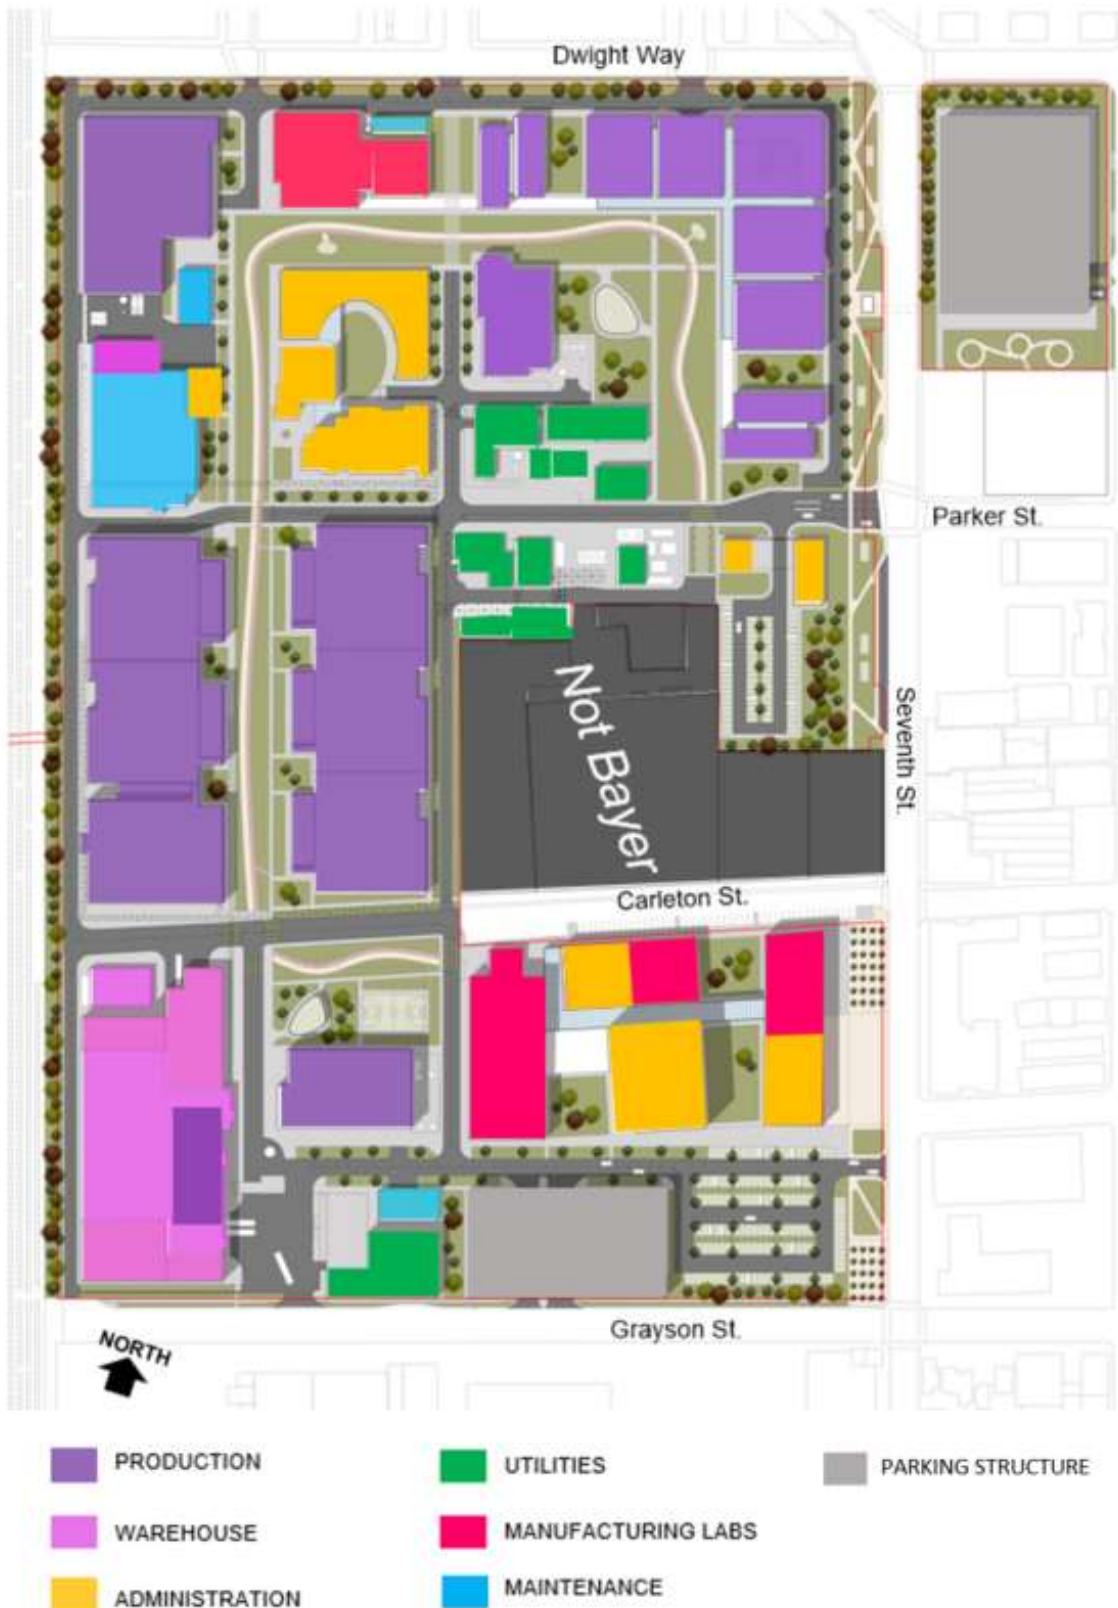 Dwight Way
Parker St.
Seventh St.
Not Bayer
Carleton St.
Grayson St.
NORTH
PRODUCTION
UTILITIES
PARKING STRUCTURE
WAREHOUSE
MANUFACTURING LABS
ADMINISTRATION
MAINTENANCE